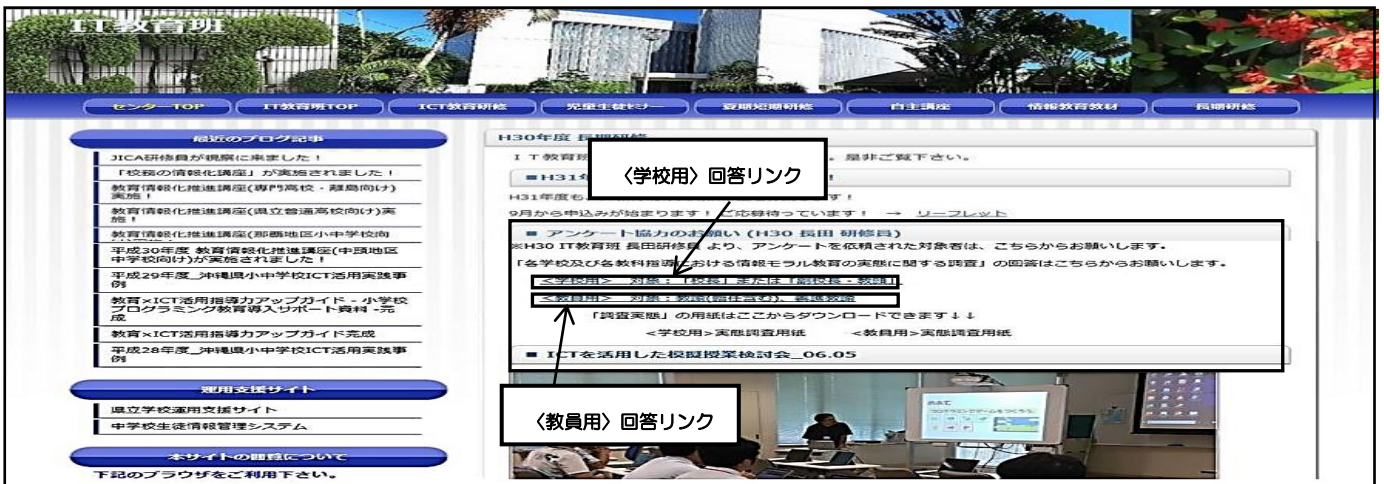 IT教育班
センターTOP
IT教育班TOP
ICT教育研修
児童生徒セミナー
夏期短期研修
自主講座
情報教育教材
長期研修
最近のブログ記事
JICA研修員が視察に来ました！
「校務の情報化講座」が実施されました！
教育情報化推進講座(専門高校・離島向け)
実施！
教育情報化推進講座(県立普通高校向け)実
施！
教育情報化推進講座(那覇地区小中学校向
平成30年度 教育情報化推進講座(中頭地区
中学校向け)が実施されました！
平成29年度_沖縄県小中学校ICT活用実践事
例
教育×ICT活用指導力アップガイド - 小学校
プログラミング教育導入サポート資料 -完
成
教育×ICT活用指導力アップガイド完成
平成28年度_沖縄県小中学校ICT活用実践事
例
運用支援サイト
県立学校運用支援サイト
中学校生徒情報管理システム
本サイトの閲覧について
下記のブラウザをご利用下さい。
H30年度 長期研修
ＩＴ教育班 。是非ご覧下さい。
〈学校用〉回答リンク
■H31年
H31年度も す！
9月から申込みが始まります！ご応募待っています！ → リーフレット
■ アンケート協力のお願い (H30 長田 研修員)
※H30 IT教育班 長田研修員 より、アンケートを依頼された対象者は、こちらからお願いします。
「各学校及び各教科指導における情報モラル教育の実態に関する調査」の回答はこちらからお願いします。
<学校用> 対象：「校長」または「副校長・教頭」
<教員用> 対象：教諭(臨任含む)、養護教諭
「調査実態」の用紙はここからダウンロードできます↓↓
<学校用>実態調査用紙 <教員用>実態調査用紙
■ ICTを活用した模擬授業検討会_06.05
〈教員用〉回答リンク
めあて
プログラミングでゲームをつくろう